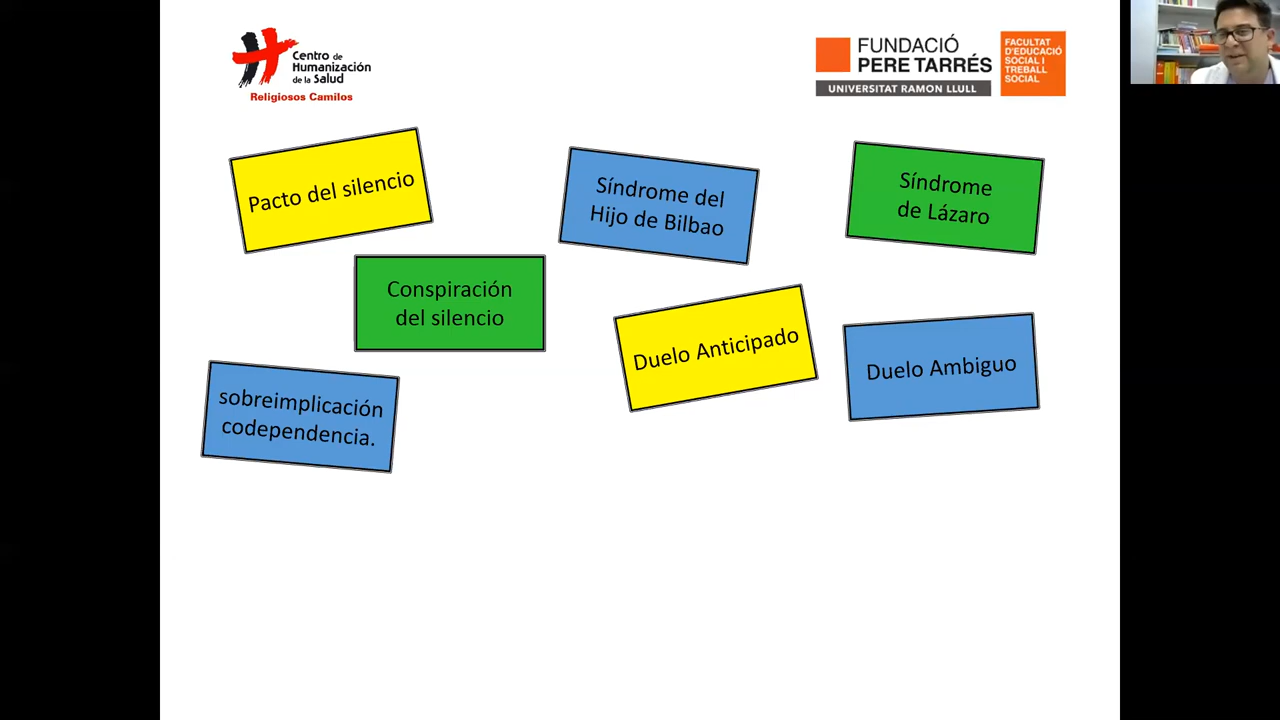 Centro de
Humanización
de la Salud
Religiosos Camilos
FUNDACIÓ
PERE TARRÉS
UNIVERSITAT RAMON LLULL
FACULTAT
D'EDUCACIÓ
SOCIAL I
TREBALL
SOCIAL
Pacto del silencio
Síndrome del
Hijo de Bilbao
Síndrome
de Lázaro
Conspiración
del silencio
Duelo Anticipado
Duelo Ambiguo
sobreimplicación
codependencia.